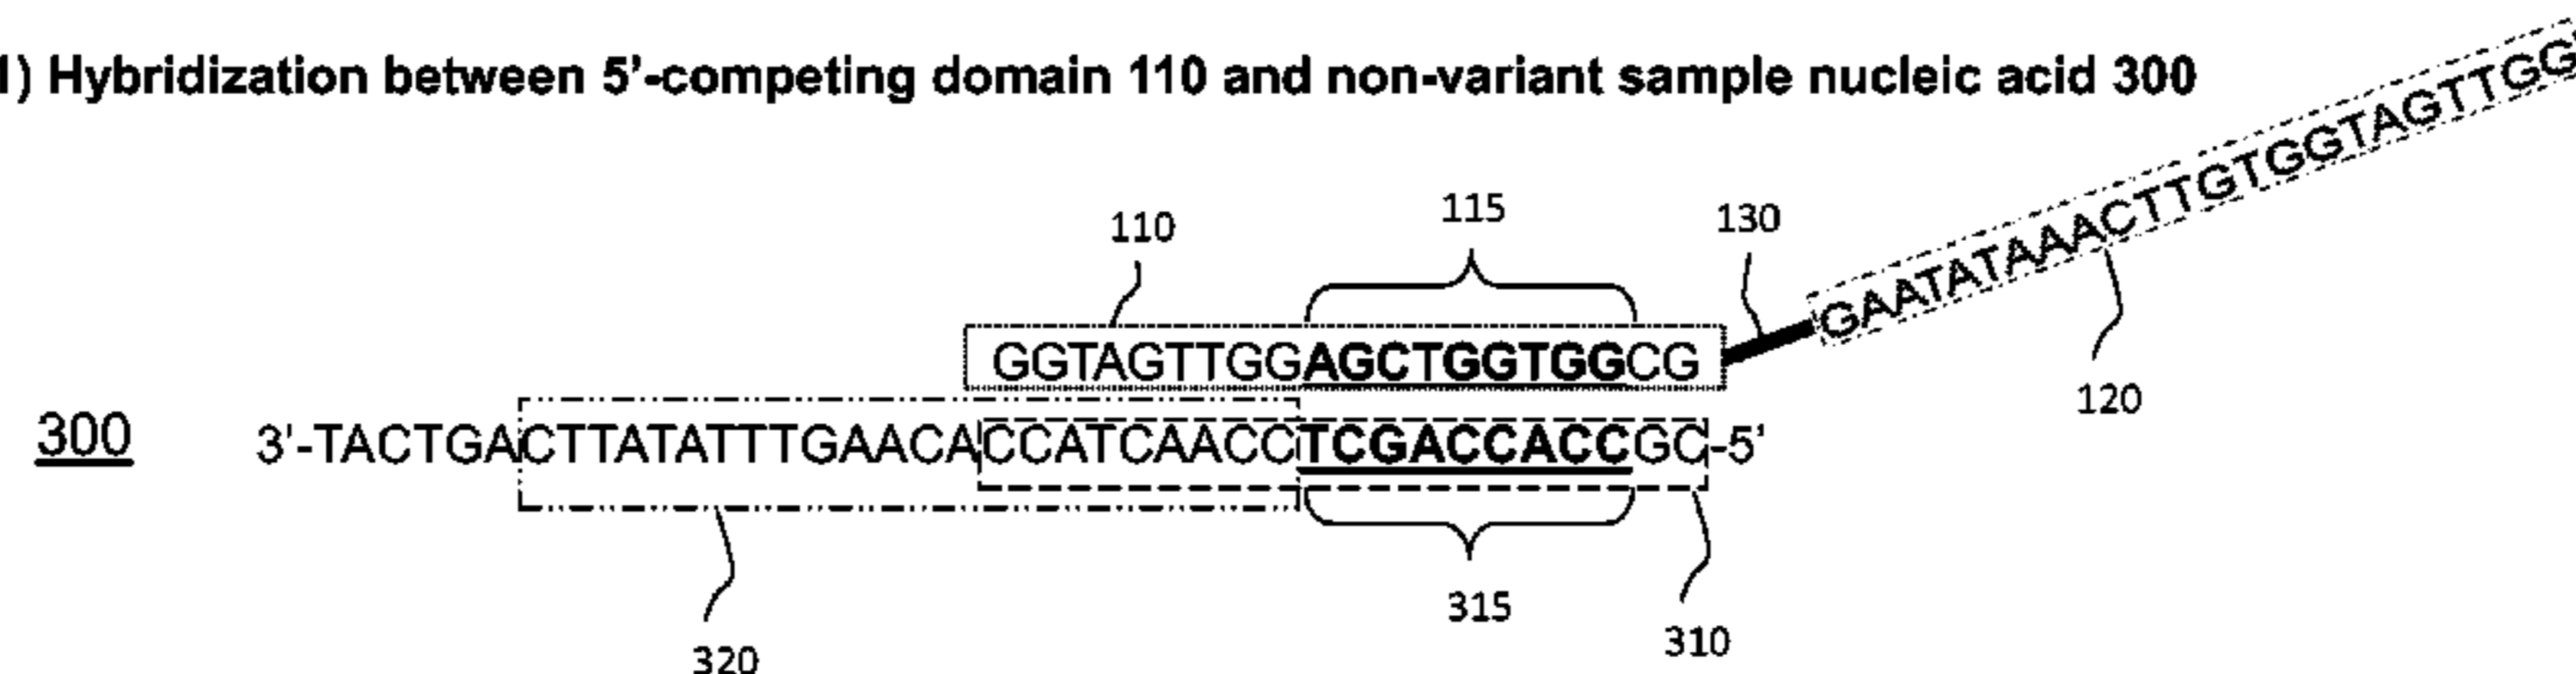 1) Hybridization between 5'-competing domain 110 and non-variant sample nucleic acid 300
GAATATAAACTTGTGGTAGTTGG
110
115
130
GGTAGTTGGAGCTGGTGGCG
120
300
3'-TACTGACTTATATTTGAACACCATCAACCTCGACCACCGC-5'
315
310
320